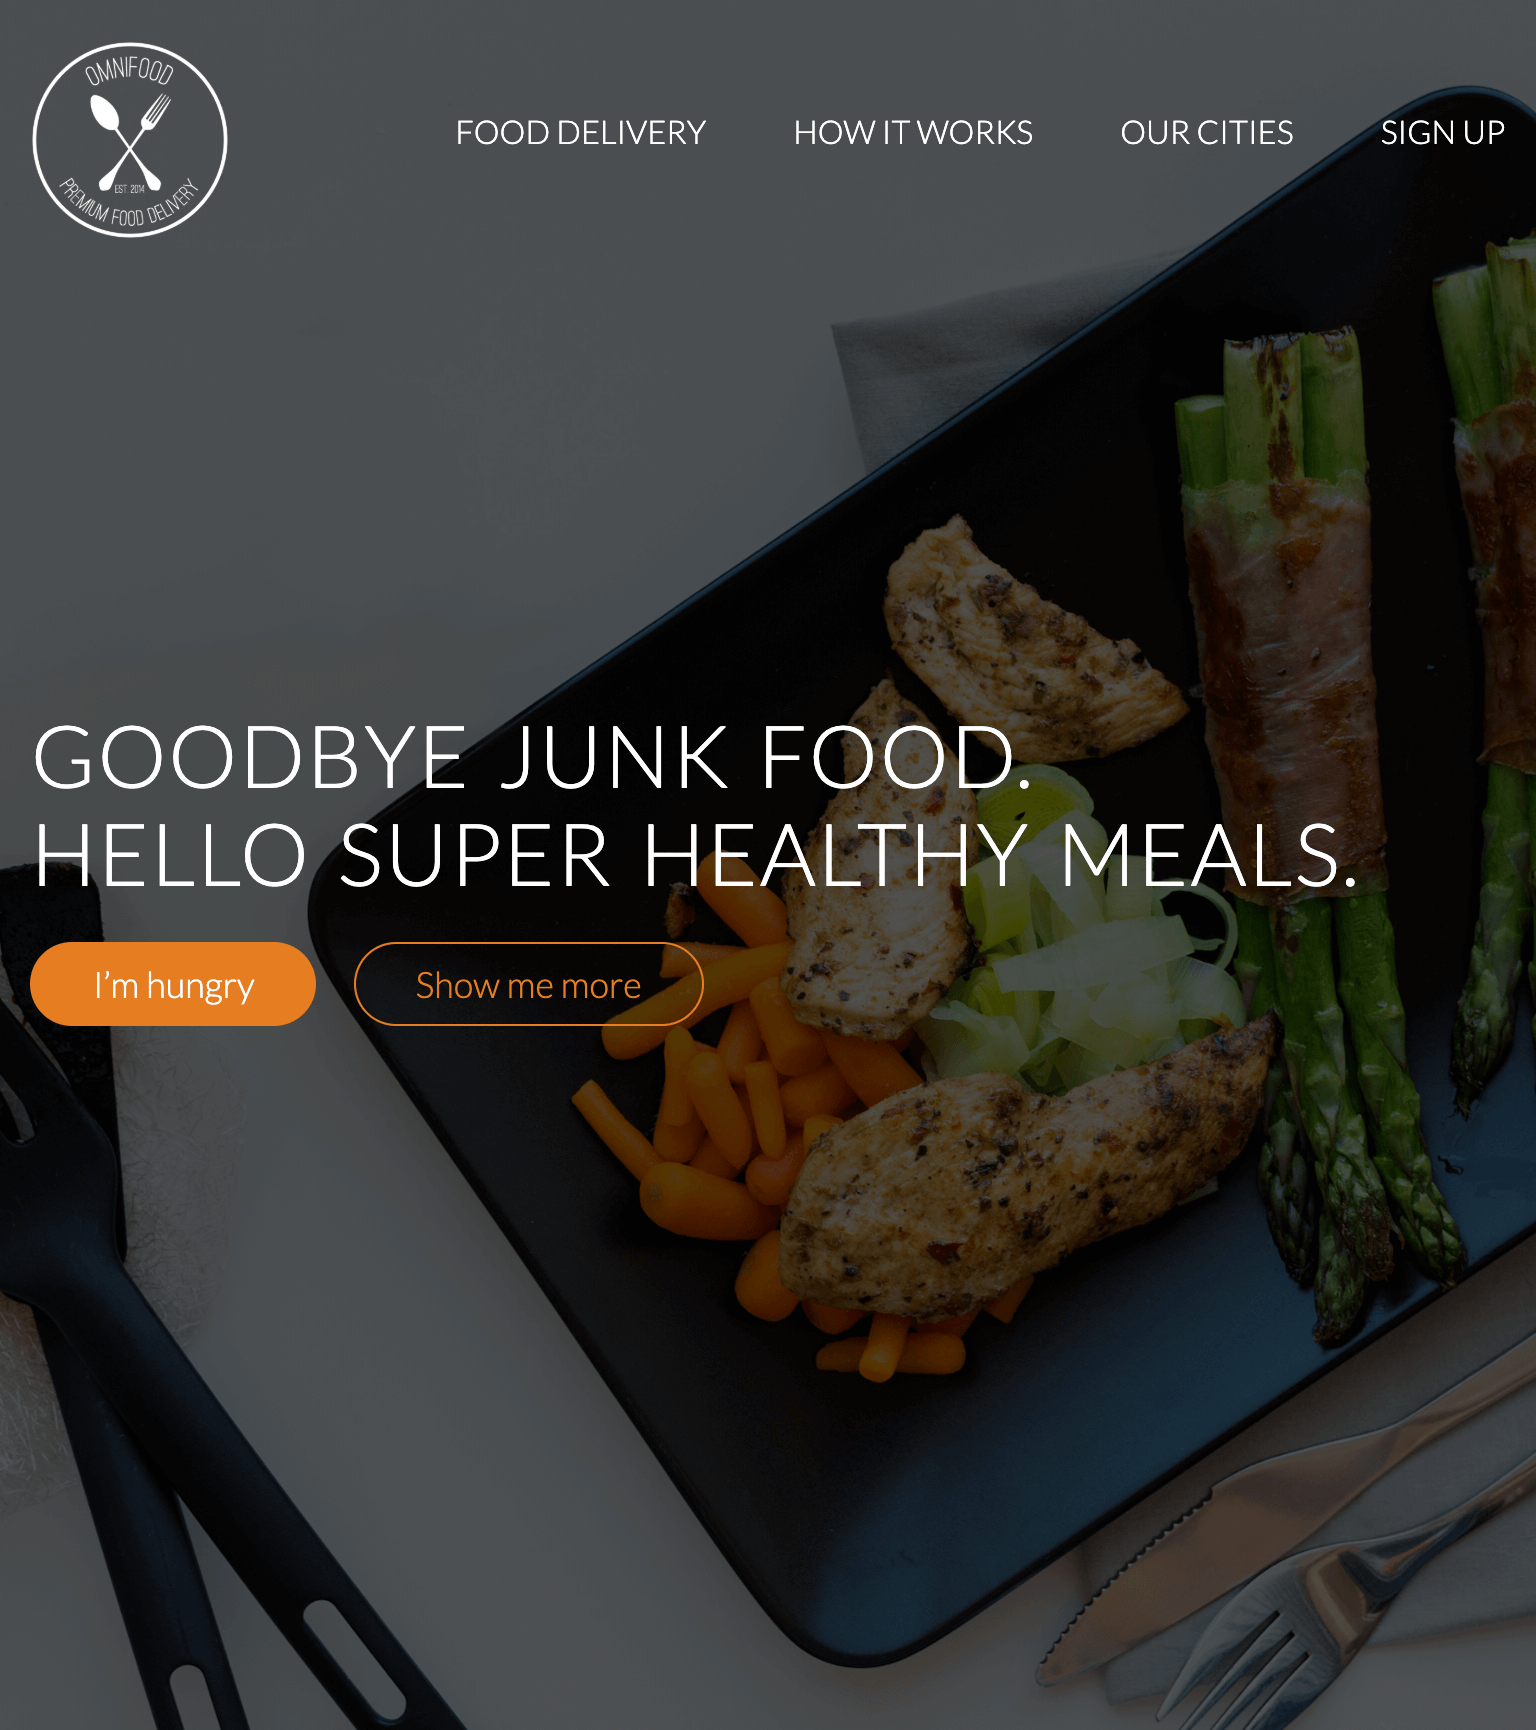 OMNIFOOD
EST. 2014
PREMIUM FOOD DELIVERY
FOOD DELIVERY
HOW IT WORKS
OUR CITIES
SIGN UP
GOODBYE JUNK FOOD.
HELLO SUPER HEALTHY MEALS.
I’m hungry
Show me more